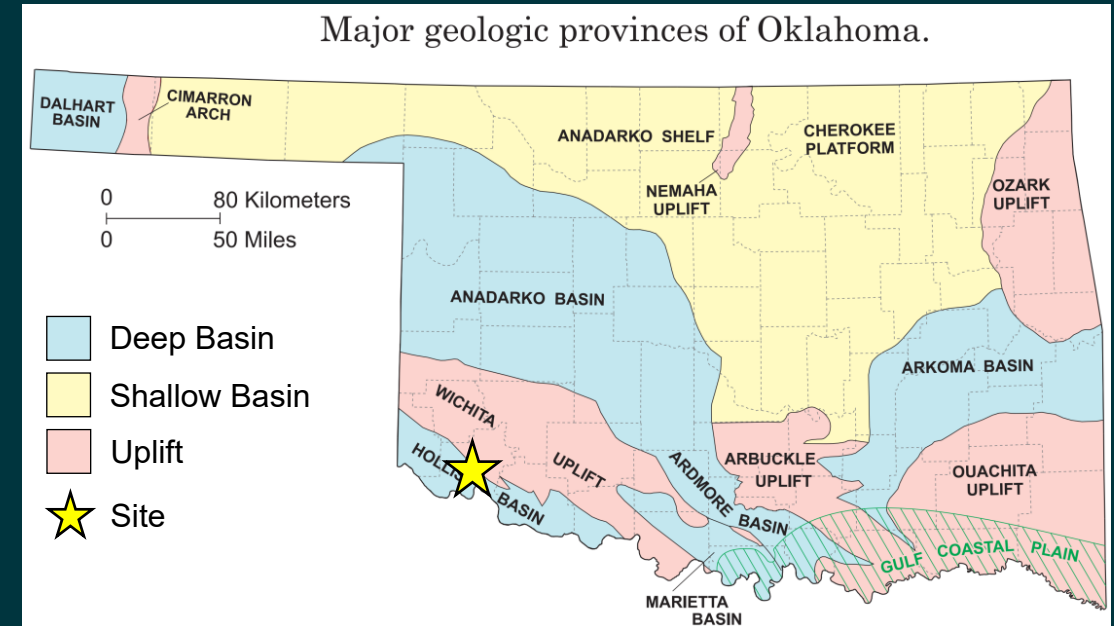 Major geologic provinces of Oklahoma.
DALHART
BASIN
CIMARRON
ARCH
ANADARKO SHELF
CHEROKEE
PLATFORM
NEMAHA
UPLIFT
OZARK
UPLIFT
0 80 Kilometers
0 50 Miles
ANADARKO BASIN
Deep Basin
Shallow Basin
Uplift
Site
ARKOMA BASIN
WICHITA
UPLIFT
BASIN
ARDMORE BASIN
ARBUCKLE
UPLIFT
OUACHITA
UPLIFT
GULF COASTAL PLAIN
MARIETTA
BASIN